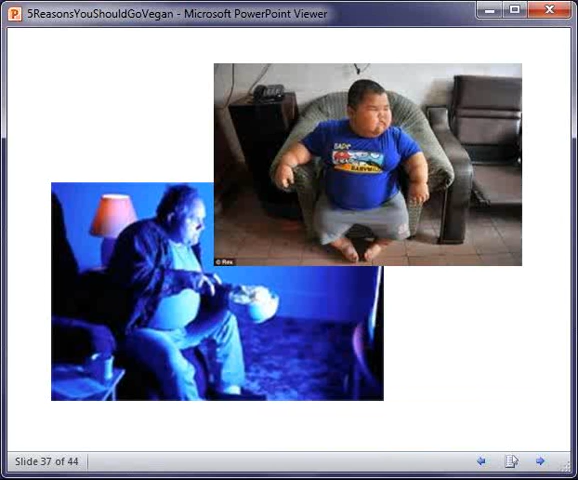 5ReasonsYouShouldGoVegan - Microsoft PowerPoint Viewer
© Rex
Slide 37 of 44